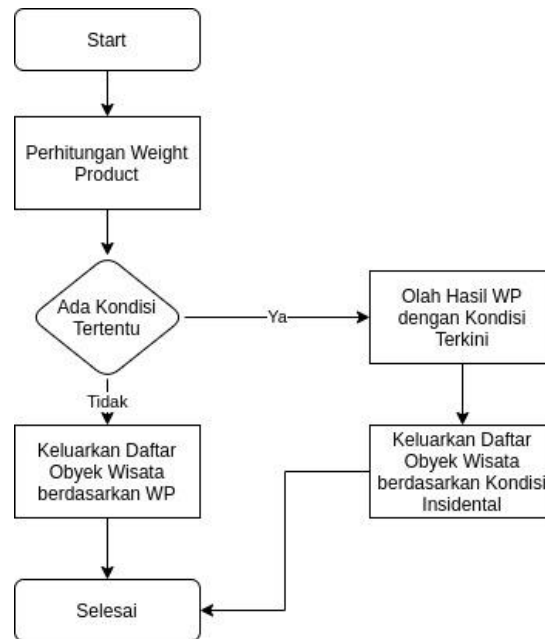 Start
Perhitungan Weight
Product
Ada Kondisi
Tertentu
Ya
Olah Hasil WP
dengan Kondisi
Terkini
Tidak
Keluarkan Daftar
Obyek Wisata
berdasarkan WP
Keluarkan Daftar
Obyek Wisata
berdasarkan Kondisi
Insidental
Selesai